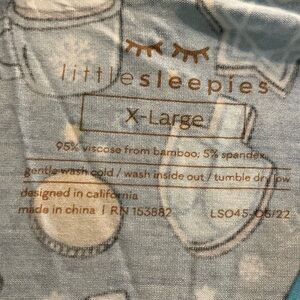 littlesleepies
X-Large
95% viscose from bamboo, 5% spandex
gentle wash cold / wash inside out / tumble dry low
designed in california
made in china | RN 153882 LS045-05/22